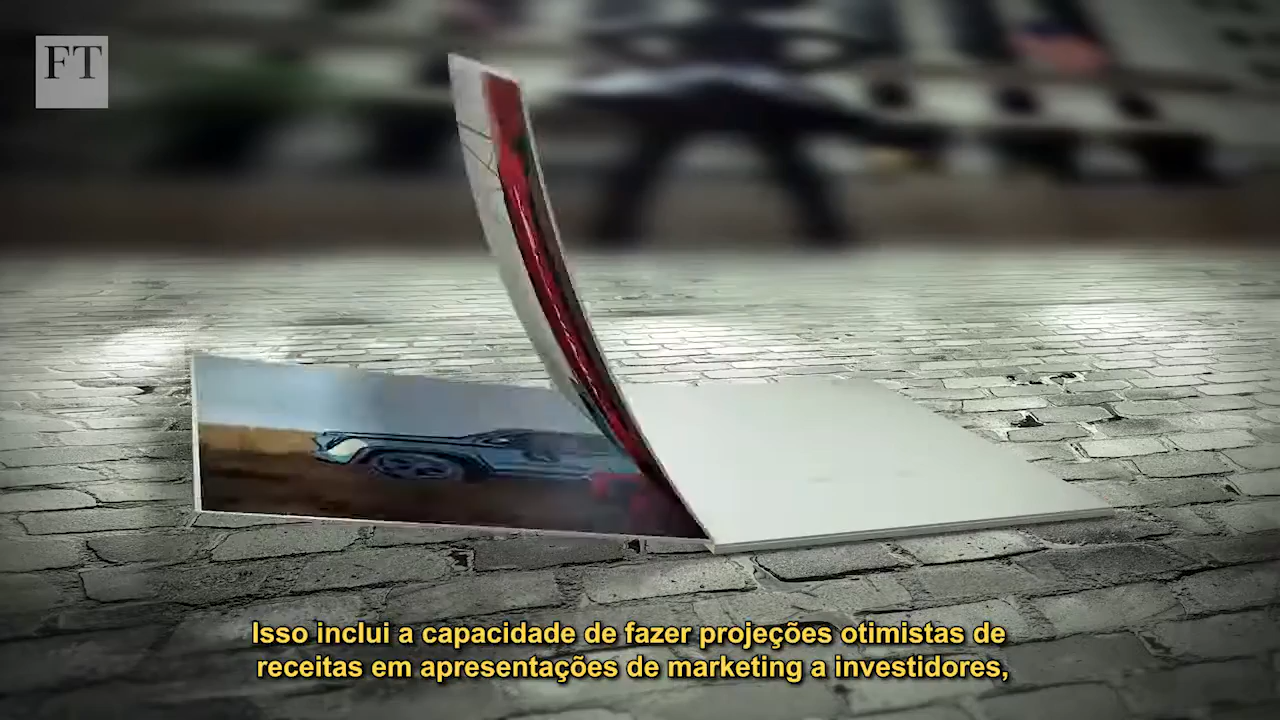 FT
Isso inclui a capacidade de fazer projeções otimistas de
receitas em apresentações de marketing a investidores,